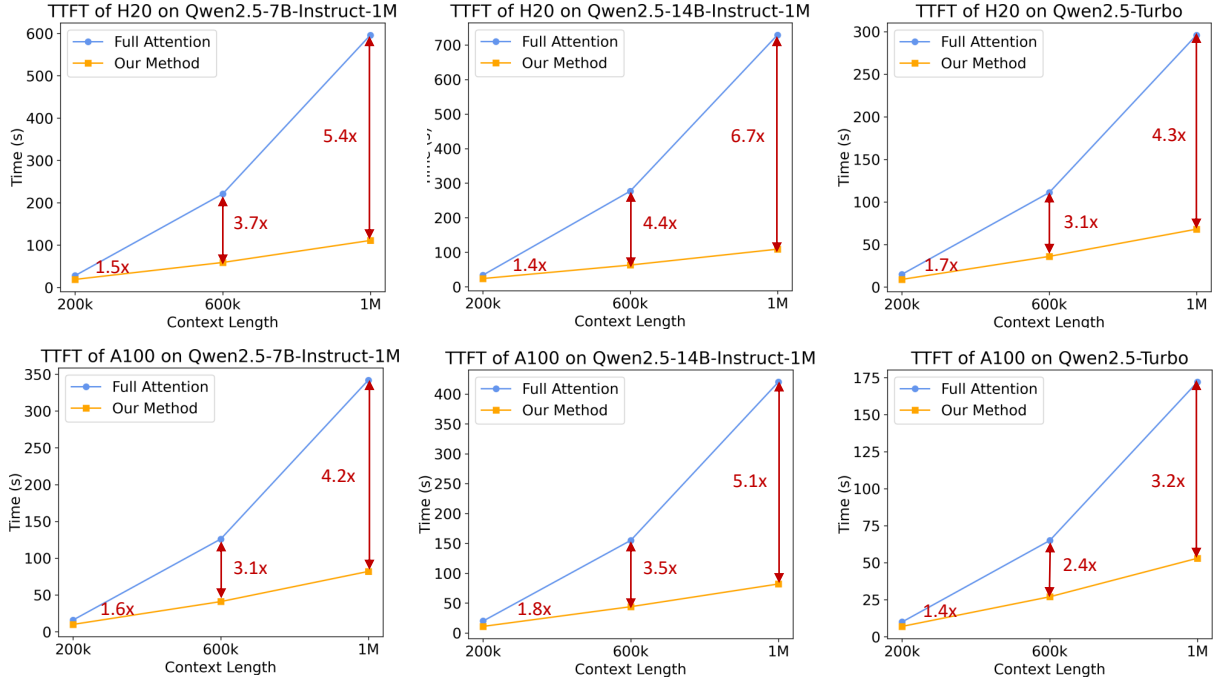 TTFT of H20 on Qwen2.5-7B-Instruct-1M
Full Attention
Our Method
600
500
400
300
200
100
0
Time (s)
5.4x
3.7x
1.5x
200k
600k
1M
Context Length
TTFT of H20 on Qwen2.5-14B-Instruct-1M
Full Attention
Our Method
700
600
500
400
300
200
100
0
Time (s)
6.7x
4.4x
1.4x
200k
600k
1M
Context Length
TTFT of H20 on Qwen2.5-Turbo
Full Attention
Our Method
300
250
200
150
100
50
0
Time (s)
4.3x
3.1x
1.7x
200k
600k
1M
Context Length
TTFT of A100 on Qwen2.5-7B-Instruct-1M
Full Attention
Our Method
350
300
250
200
150
100
50
0
Time (s)
4.2x
3.1x
1.6x
200k
600k
1M
Context Length
TTFT of A100 on Qwen2.5-14B-Instruct-1M
Full Attention
Our Method
400
350
300
250
200
150
100
50
0
Time (s)
5.1x
3.5x
1.8x
200k
600k
1M
Context Length
TTFT of A100 on Qwen2.5-Turbo
Full Attention
Our Method
175
150
125
100
75
50
25
0
Time (s)
3.2x
2.4x
1.4x
200k
600k
1M
Context Length